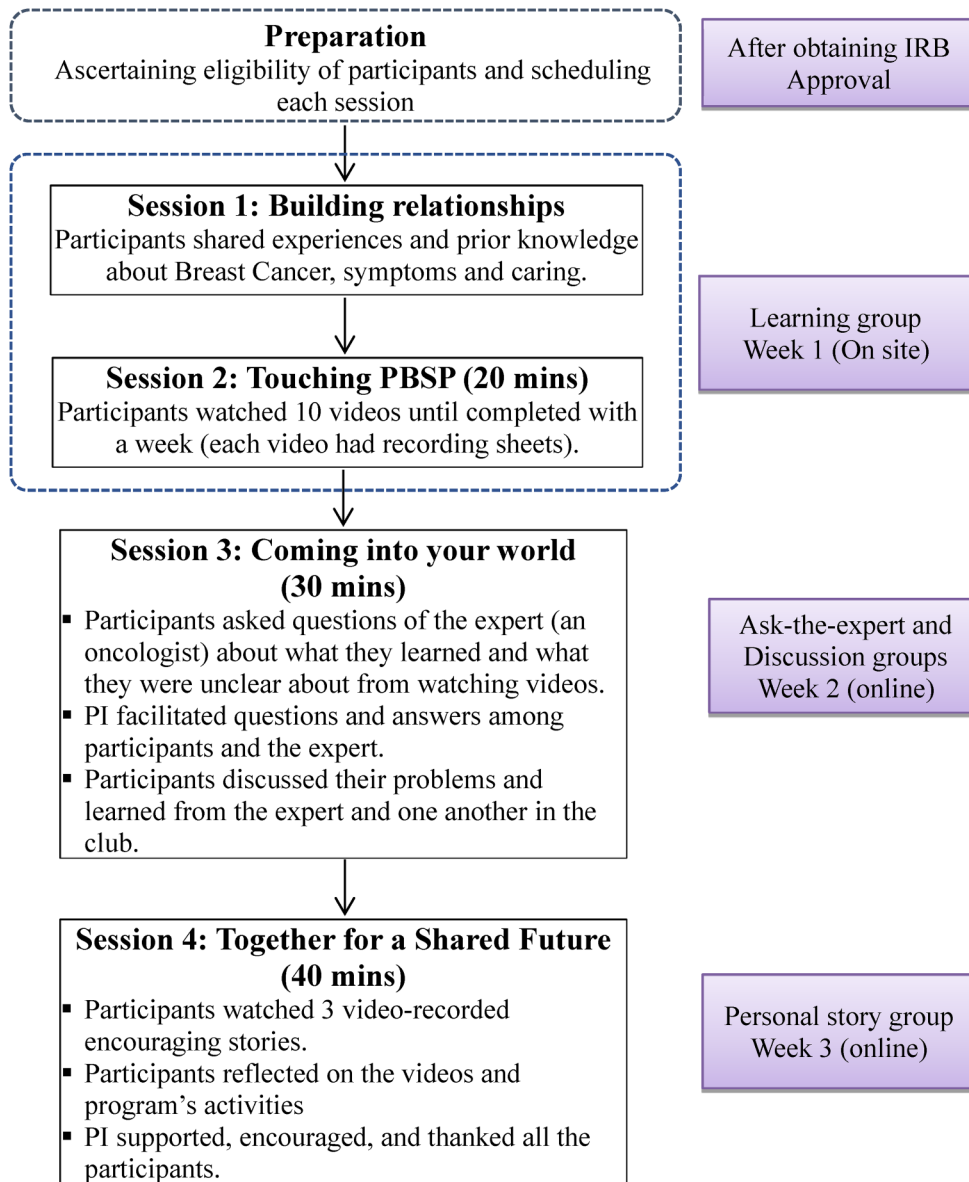 Preparation
Ascertaining eligibility of participants and scheduling
each session
After obtaining IRB
Approval
Session 1: Building relationships
Participants shared experiences and prior knowledge
about Breast Cancer, symptoms and caring.
Session 2: Touching PBSP (20 mins)
Participants watched 10 videos until completed with
a week (each video had recording sheets).
Learning group
Week 1 (On site)
Session 3: Coming into your world
(30 mins)
▪ Participants asked questions of the expert (an
oncologist) about what they learned and what
they were unclear about from watching videos.
▪ PI facilitated questions and answers among
participants and the expert.
▪ Participants discussed their problems and
learned from the expert and one another in the
club.
Ask-the-expert and
Discussion groups
Week 2 (online)
Session 4: Together for a Shared Future
(40 mins)
▪ Participants watched 3 video-recorded
encouraging stories.
▪ Participants reflected on the videos and
program’s activities
▪ PI supported, encouraged, and thanked all the
participants.
Personal story group
Week 3 (online)